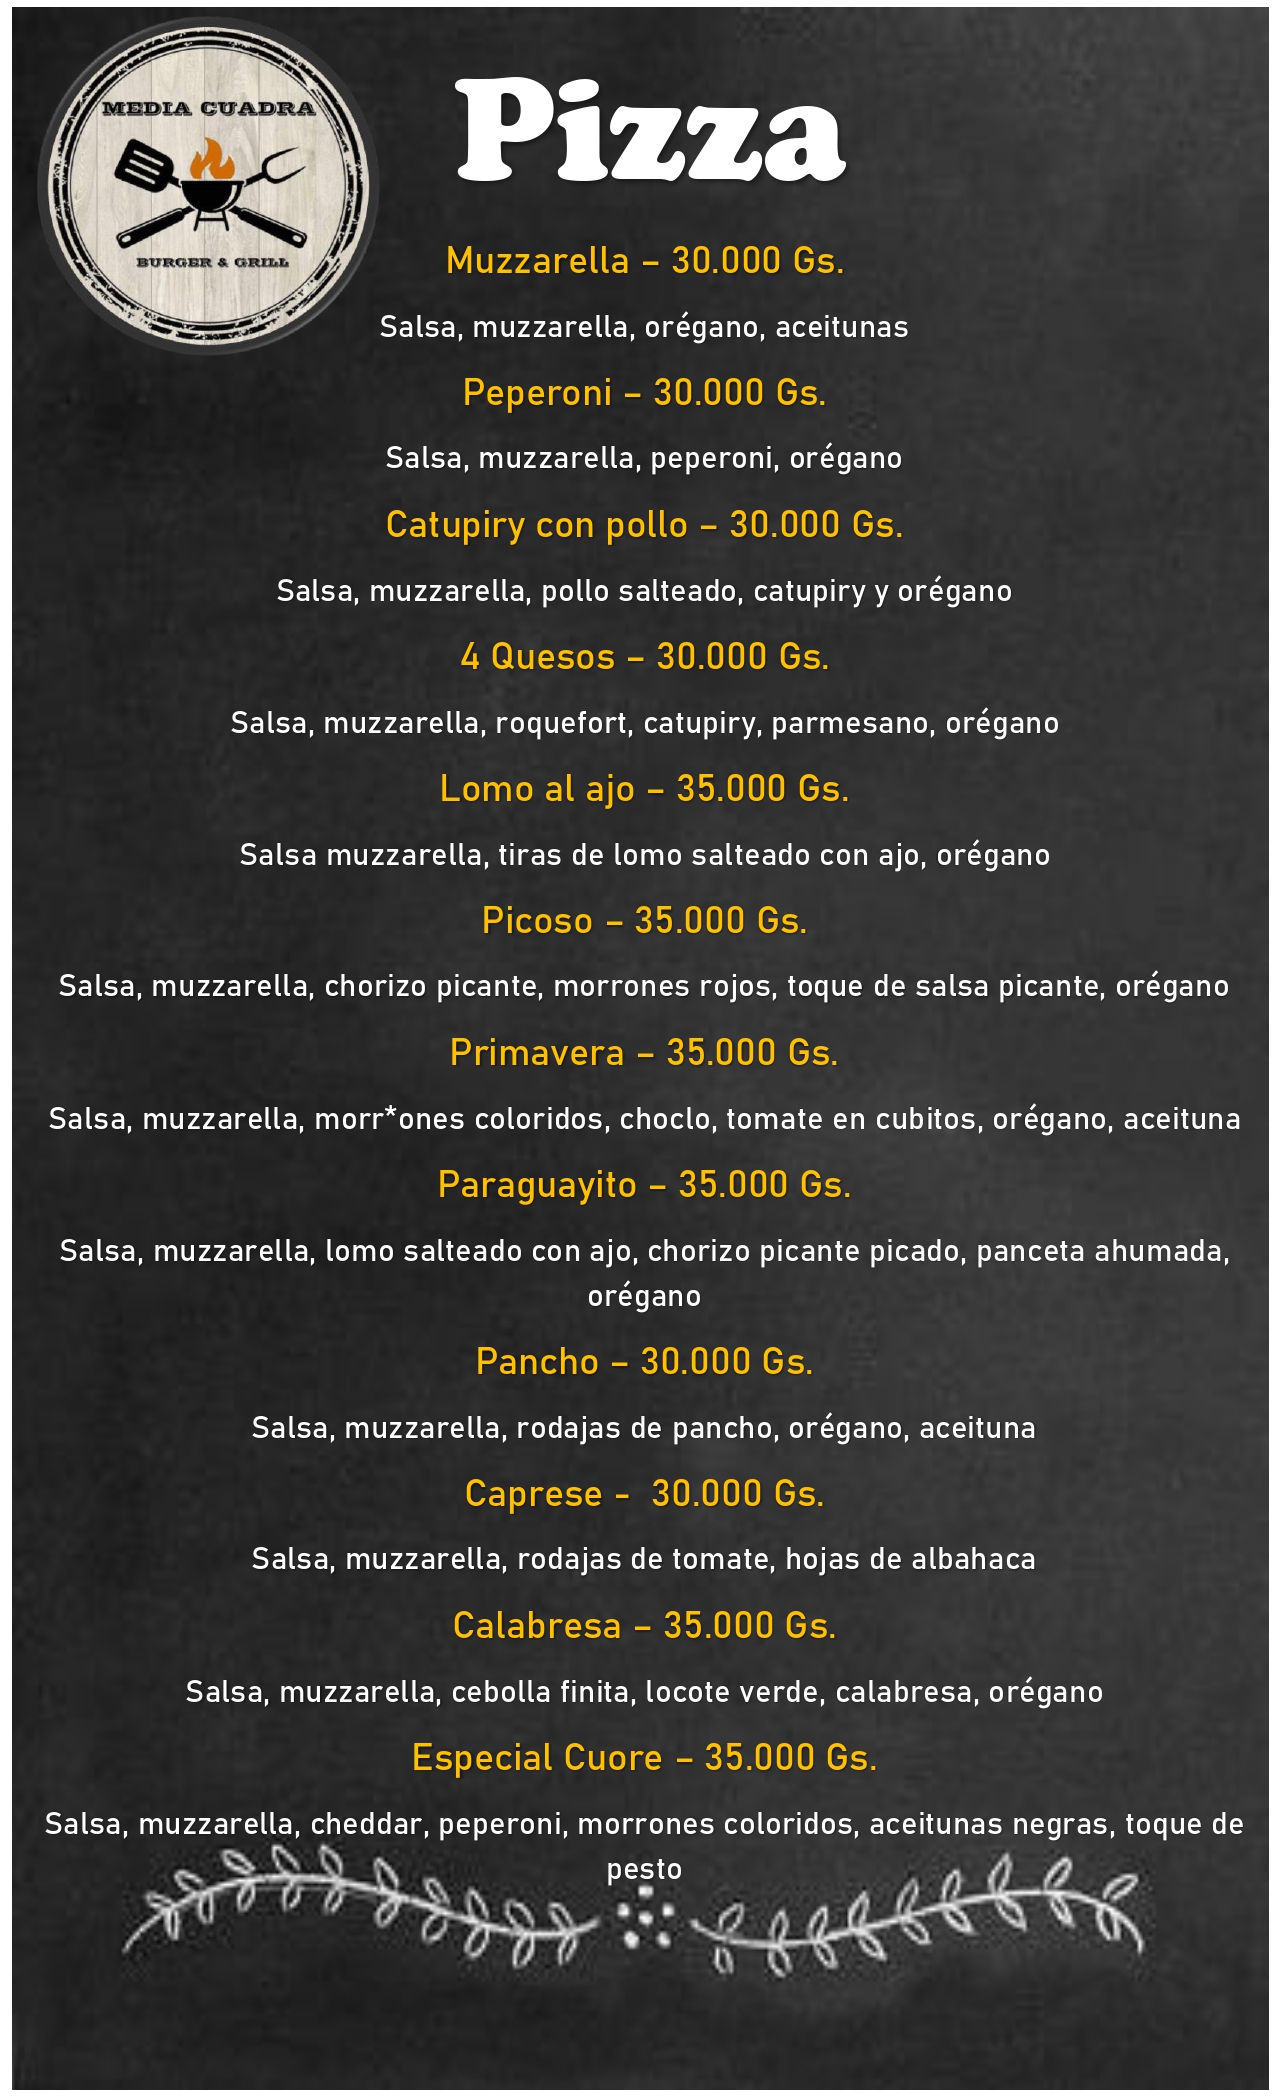 MEDIA CUADRA
BURGER & GRILL
Pizza
Muzzarella – 30.000 Gs.
Salsa, muzzarella, orégano, aceitunas
Peperoni – 30.000 Gs.
Salsa, muzzarella, peperoni, orégano
Catupiry con pollo – 30.000 Gs.
Salsa, muzzarella, pollo salteado, catupiry y orégano
4 Quesos – 30.000 Gs.
Salsa, muzzarella, roquefort, catupiry, parmesano, orégano
Lomo al ajo – 35.000 Gs.
Salsa muzzarella, tiras de lomo salteado con ajo, orégano
Picoso – 35.000 Gs.
Salsa, muzzarella, chorizo picante, morrones rojos, toque de salsa picante, orégano
Primavera – 35.000 Gs.
Salsa, muzzarella, morr*ones coloridos, choclo, tomate en cubitos, orégano, aceituna
Paraguayito – 35.000 Gs.
Salsa, muzzarella, lomo salteado con ajo, chorizo picante picado, panceta ahumada,
orégano
Pancho – 30.000 Gs.
Salsa, muzzarella, rodajas de pancho, orégano, aceituna
Caprese -  30.000 Gs.
Salsa, muzzarella, rodajas de tomate, hojas de albahaca
Calabresa – 35.000 Gs.
Salsa, muzzarella, cebolla finita, locote verde, calabresa, orégano
Especial Cuore – 35.000 Gs.
Salsa, muzzarella, cheddar, peperoni, morrones coloridos, aceitunas negras, toque de
pesto